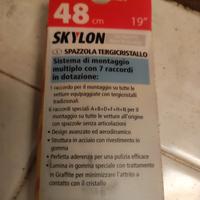 48 cm
19"
SKYLON
SPAZZOLA TERGICRISTALLO
Sistema di montaggio
multiplo con 7 raccordi
in dotazione:
1 raccordo per il montaggio su tutte le
vetture equipaggiate con tergicristalli
tradizionali.
6 raccordi speciali A+B+D+F+H+N per il
montaggio su tutte le vetture all'origine
con spazzole senza articolazioni
• Design avanzato ed aerodinamico
• Struttura in acciaio con rivestimento in
gomma
• Perfetta aderenza per una pulizia efficace
• Lamina in gomma speciale con trattamento
in Graffite per minimizzare l'attrito a
contatto con il cristallo